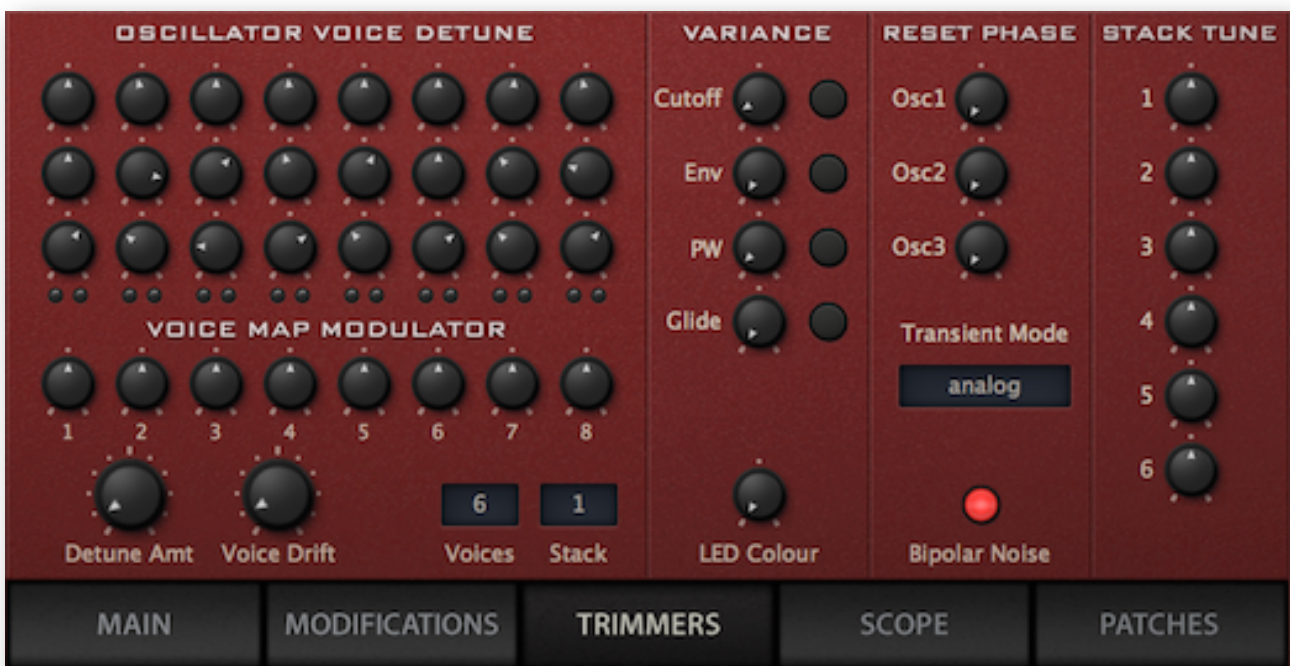 OSCILLATOR VOICE DETUNE
VARIANCE
RESET PHASE
STACK TUNE
Cutoff
Osc1
1
Env
Osc2
2
PW
Osc3
3
VOICE MAP MODULATOR
Glide
Transient Mode
4
analog
5
1 2 3 4 5 6 7 8
6
6
1
Detune Amt
Voice Drift
Voices
Stack
LED Colour
Bipolar Noise
MAIN
MODIFICATIONS
TRIMMERS
SCOPE
PATCHES